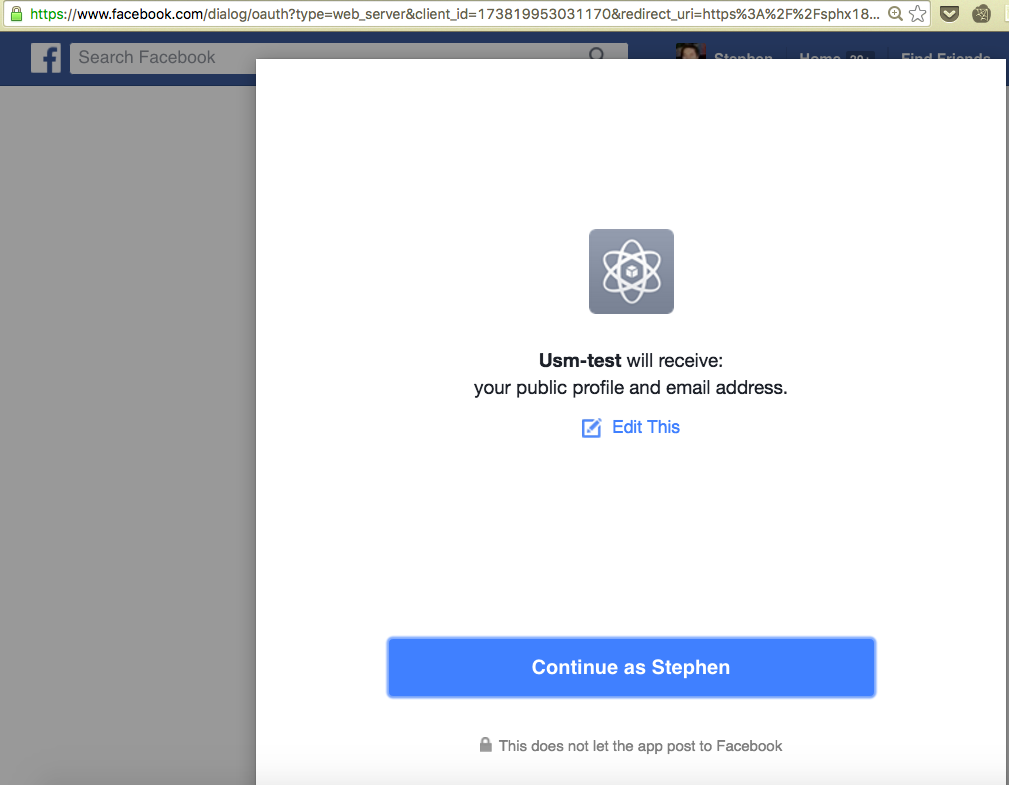 https://www.facebook.com/dialog/oauth?type=web_server&client_id=173819953031170&redirect_uri=https%3A%2F%2Fsphx18...
Search Facebook
Stephen Home 20+ Find Friends
Usm-test will receive:
your public profile and email address.
Edit This
Continue as Stephen
This does not let the app post to Facebook